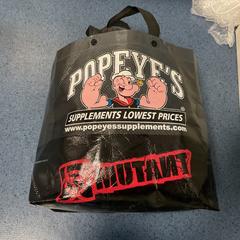 POPEYE'S
SUPPLEMENTS LOWEST PRICES
www.popeyessupplements.com
MUTANT